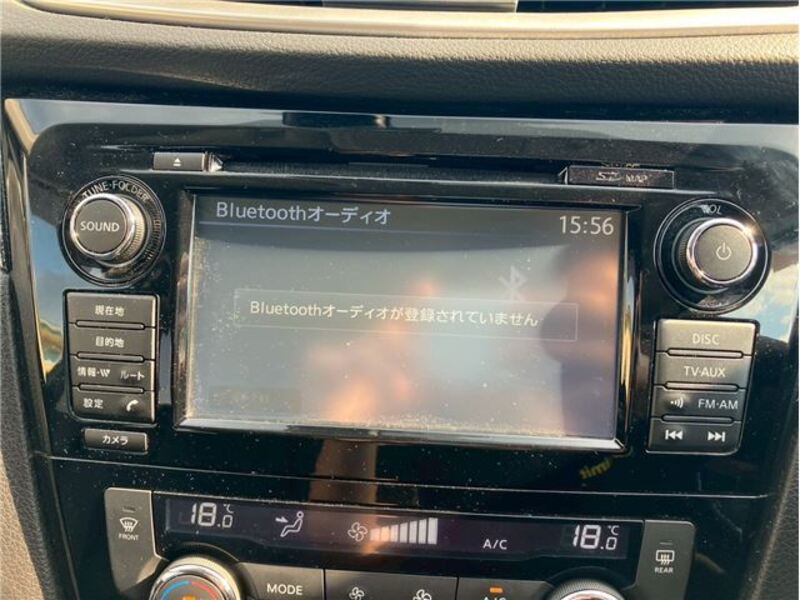 TUNE·FOLDER
SOUND
SD MAP
VOL
Bluetoothオーディオ
15:56
Bluetoothオーディオが登録されていません
現在地
目的地
情報·VV ルート
設定
カメラ
DISC
TV·AUX
FM·AM
FRONT
18.0℃
A/C
18.0℃
REAR
MODE